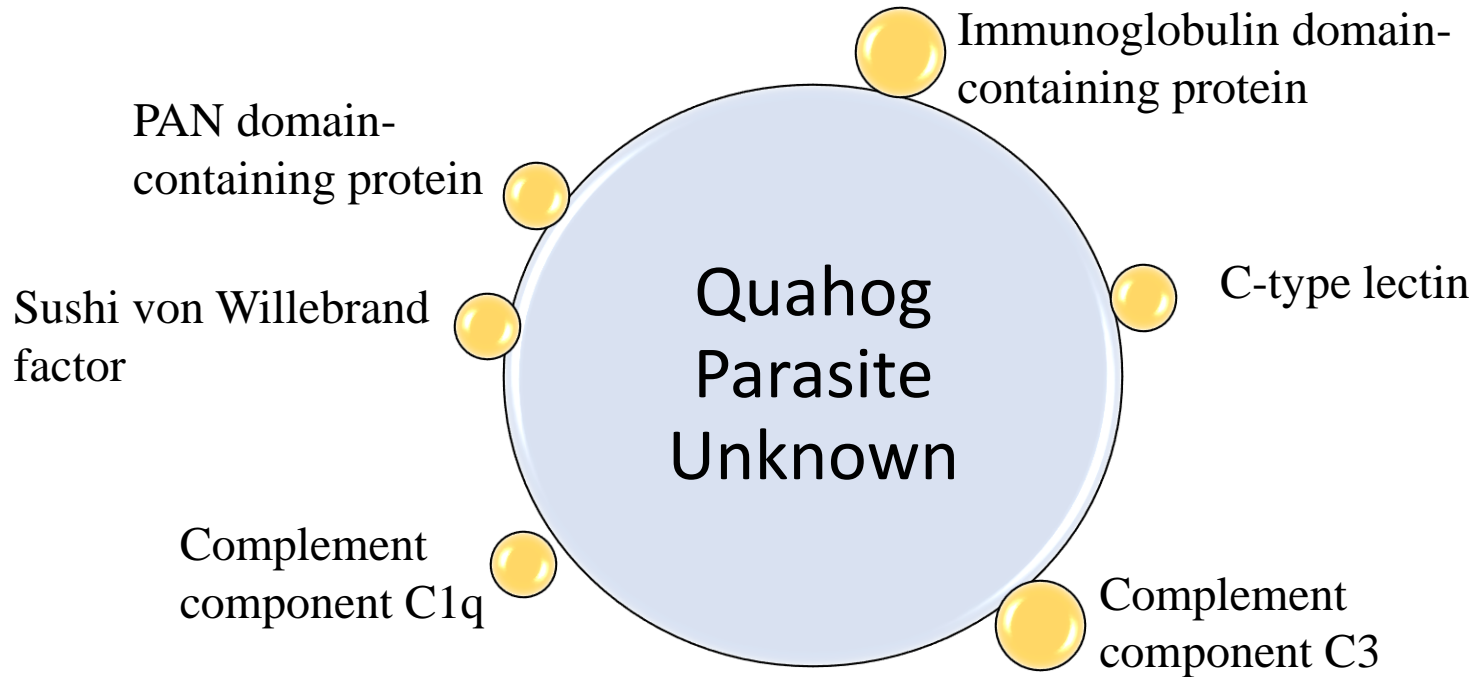 Immunoglobulin domain-
containing protein
PAN domain-
containing protein
C-type lectin
Sushi von Willebrand
factor
Quahog
Parasite
Unknown
Complement
component C1q
Complement
component C3